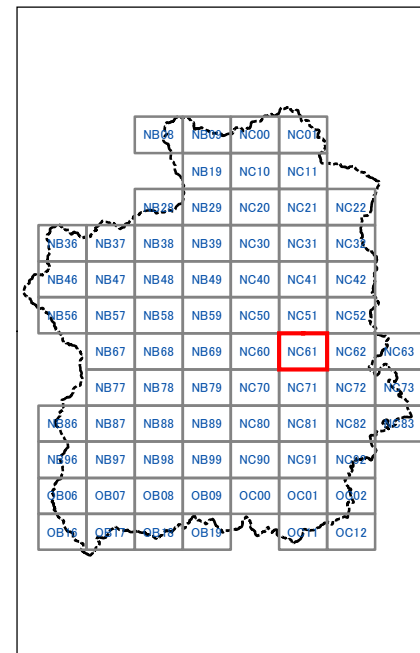 NB08 NB09 NC00 NC01
NB19 NC10 NC11
NB28 NB29 NC20 NC21 NC22
NB36 NB37 NB38 NB39 NC30 NC31 NC32
NB46 NB47 NB48 NB49 NC40 NC41 NC42
NB56 NB57 NB58 NB59 NC50 NC51 NC52
NB67 NB68 NB69 NC60 NC61 NC62 NC63
NB77 NB78 NB79 NC70 NC71 NC72 NC73
NB86 NB87 NB88 NB89 NC80 NC81 NC82 NC83
NB96 NB97 NB98 NB99 NC90 NC91 NC92
OB06 OB07 OB08 OB09 OC00 OC01 OC02
OB16 OB17 OB18 OB19 OC11 OC12